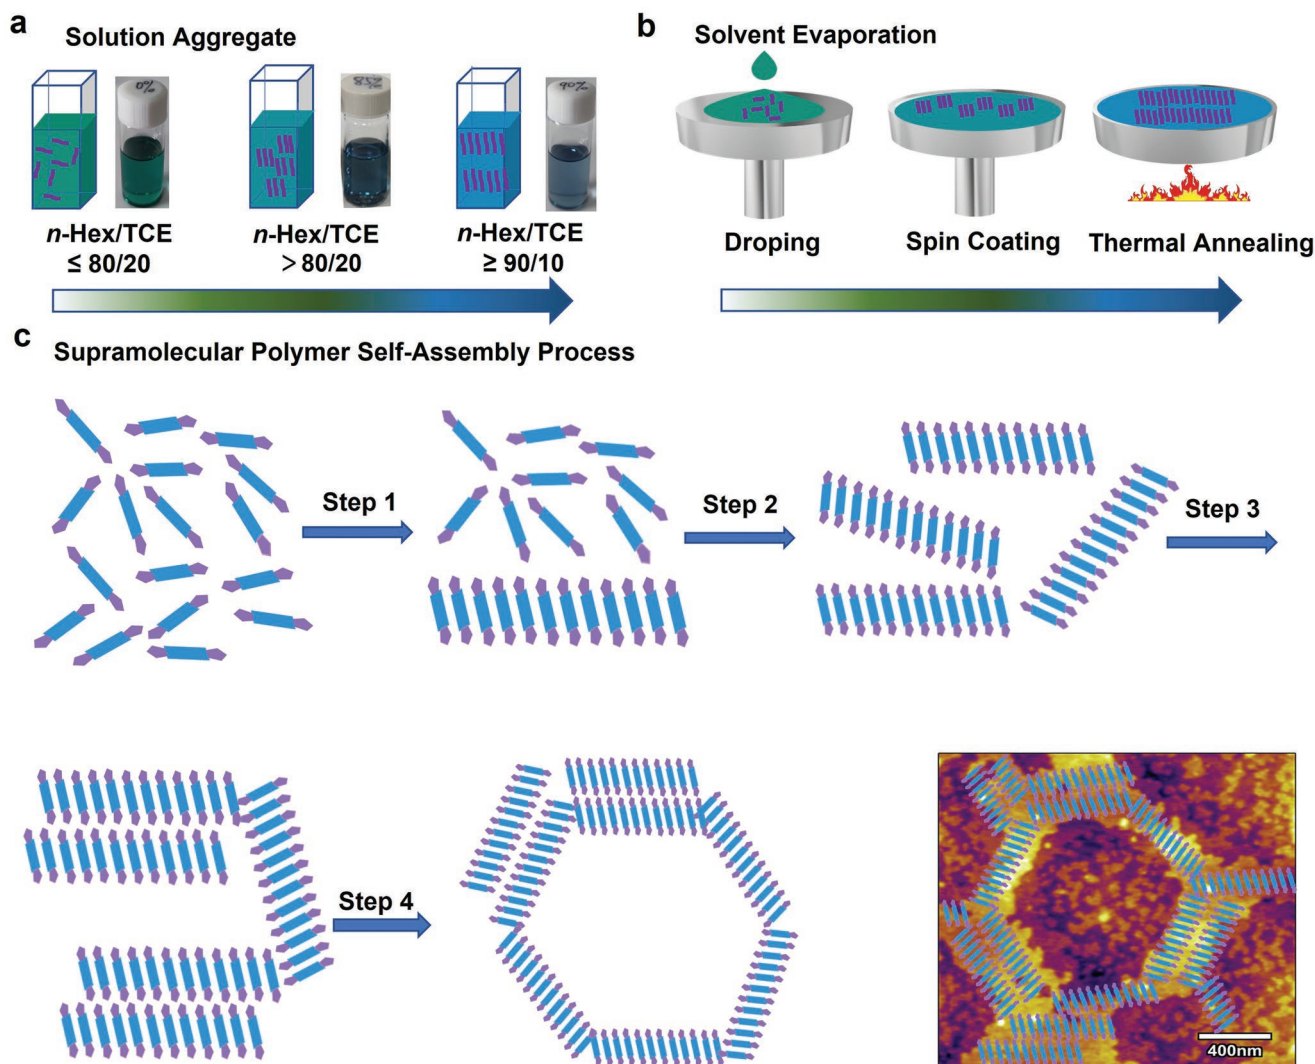 a
Solution Aggregate
0%
85%
90%
n-Hex/TCE
≤ 80/20
n-Hex/TCE
> 80/20
n-Hex/TCE
≥ 90/10
b
Solvent Evaporation
Droping
Spin Coating
Thermal Annealing
c
Supramolecular Polymer Self-Assembly Process
Step 1
Step 2
Step 3
Step 4
400nm